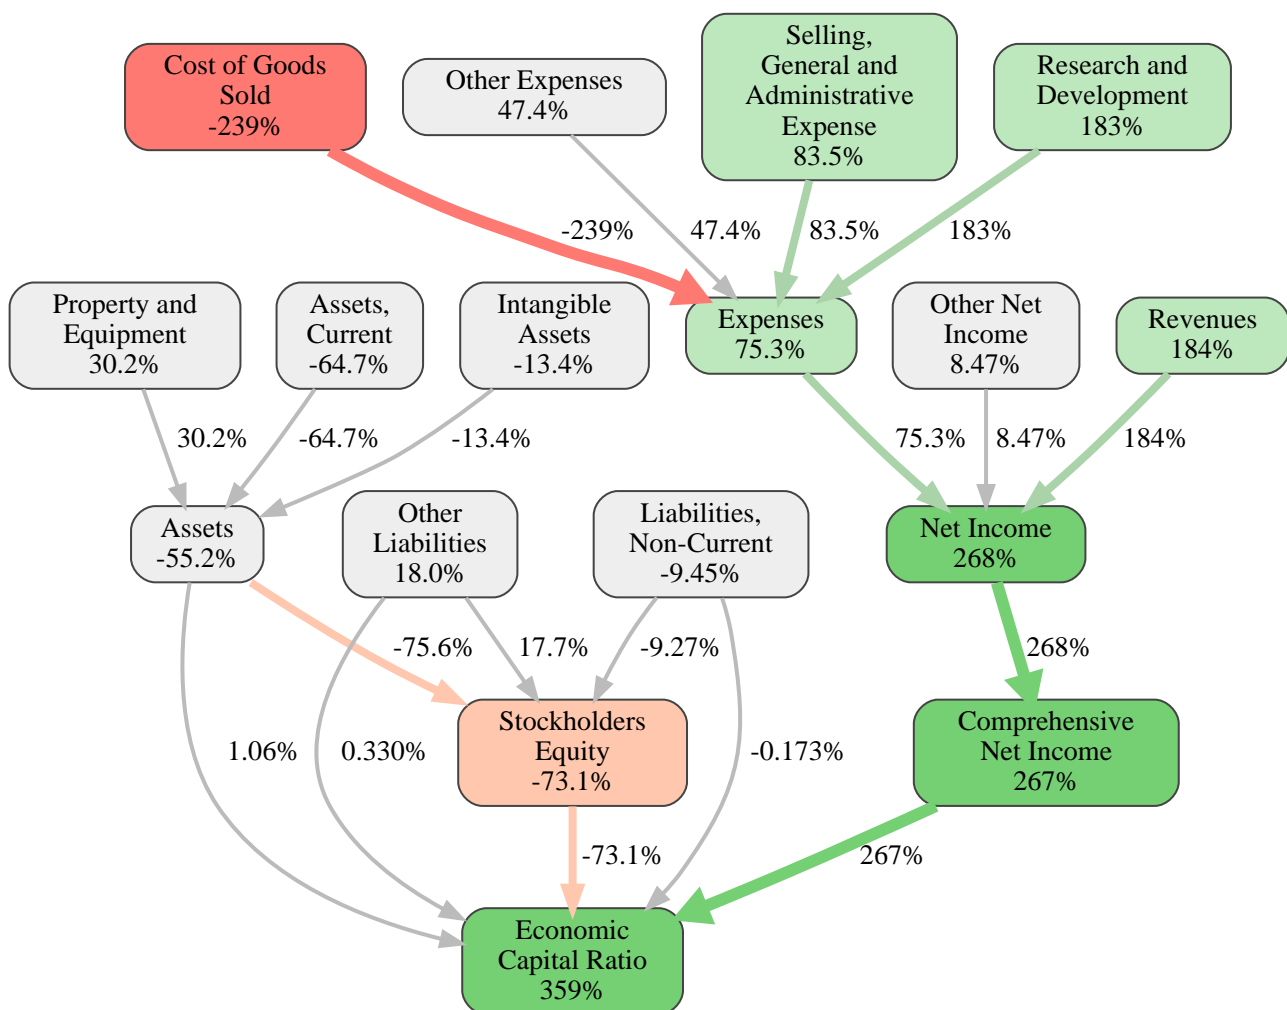 Cost of Goods
Sold
-239%
Other Expenses
47.4%
Selling,
General and
Administrative
Expense
83.5%
Research and
Development
183%
-239%
47.4%
83.5%
183%
Property and
Equipment
30.2%
Assets,
Current
-64.7%
Intangible
Assets
-13.4%
Expenses
75.3%
Other Net
Income
8.47%
Revenues
184%
30.2%
-64.7%
-13.4%
75.3%
8.47%
184%
Assets
-55.2%
Other
Liabilities
18.0%
Liabilities,
Non-Current
-9.45%
Net Income
268%
-75.6%
17.7%
-9.27%
268%
Stockholders
Equity
-73.1%
Comprehensive
Net Income
267%
1.06%
0.330%
-0.173%
-73.1%
267%
Economic
Capital Ratio
359%